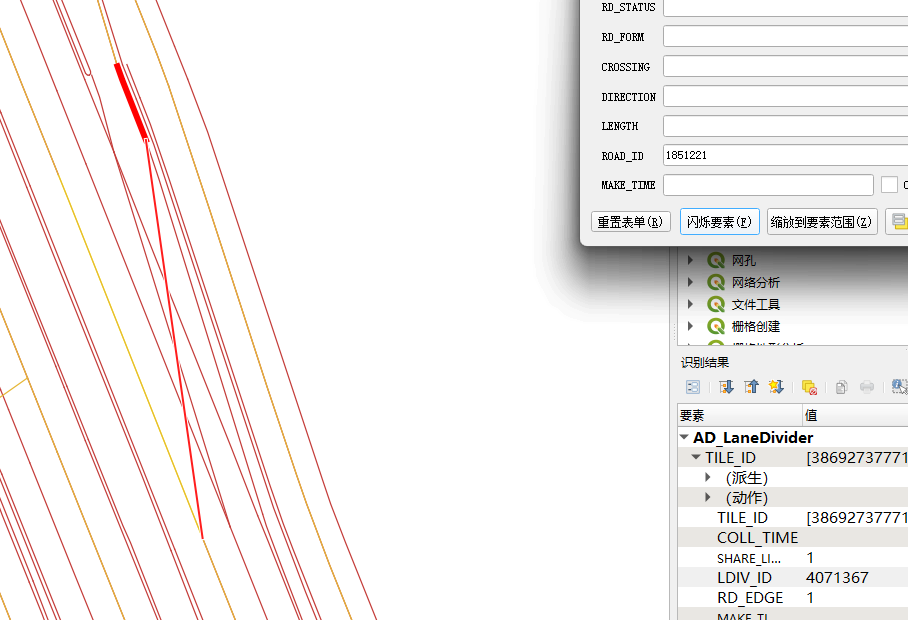 RD_STATUS
RD_FORM
CROSSING
DIRECTION
LENGTH
ROAD_ID 1851221
MAKE_TIME
重置表单(R) 闪烁要素(F) 缩放到要素范围(Z)
网孔
网络分析
文件工具
栅格创建
识别结果
要素 值
AD_LaneDivider
TILE_ID [38692737771
(派生)
(动作)
TILE_ID [38692737771
COLL_TIME
SHARE_LI... 1
LDIV_ID 4071367
RD_EDGE 1